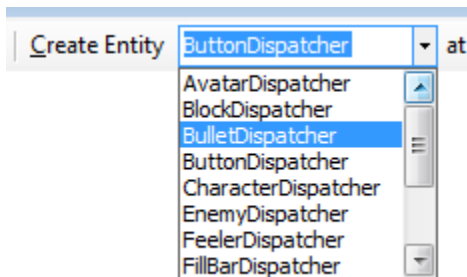 Create Entity ButtonDispatcher at
AvatarDispatcher
BlockDispatcher
BulletDispatcher
ButtonDispatcher
CharacterDispatcher
EnemyDispatcher
FeelerDispatcher
FillBarDispatcher